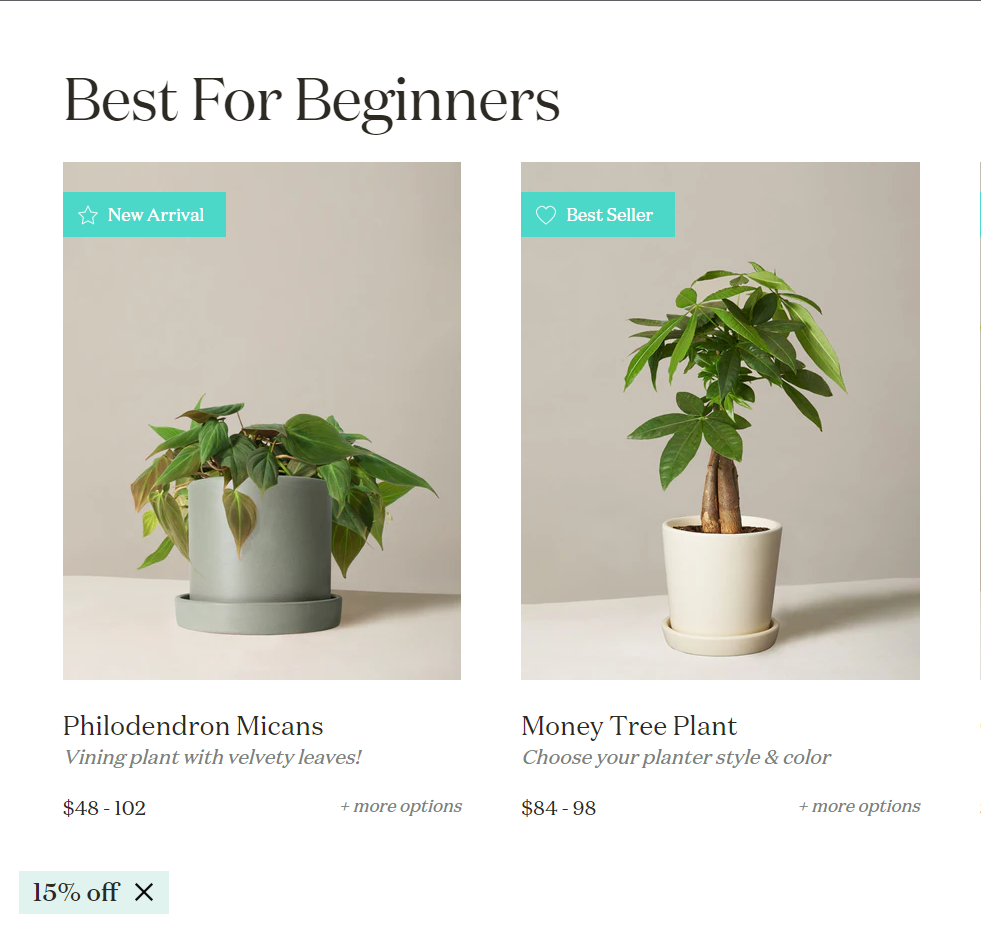 Best For Beginners
New Arrival
Best Seller
Philodendron Micans
Vining plant with velvety leaves!
$48 - 102
+ more options
Money Tree Plant
Choose your planter style & color
$84 - 98
+ more options
15% off